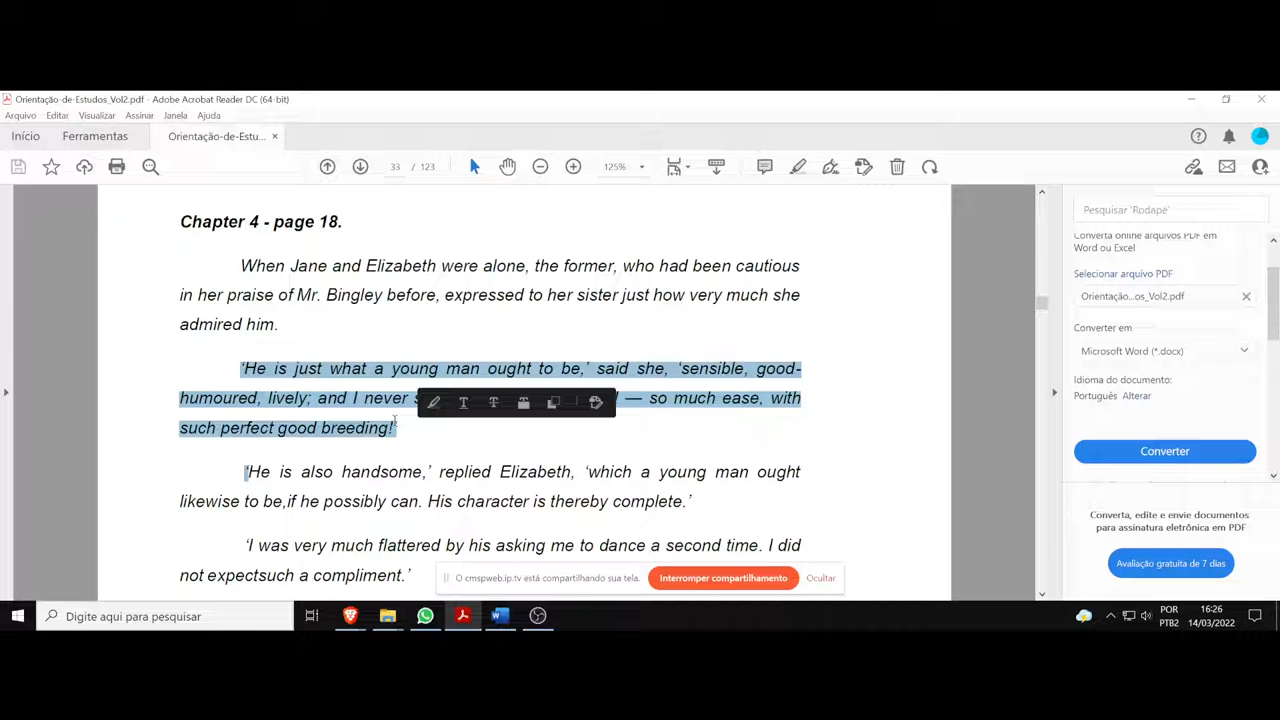 Orientação-de-Estudos_Vol2.pdf - Adobe Acrobat Reader DC (64-bit)
Arquivo Editar Visualizar Assinar Janela Ajuda
Início Ferramentas Orientação-de-Estu... ×
33 / 123 125%
Chapter 4 - page 18.
When Jane and Elizabeth were alone, the former, who had been cautious
in her praise of Mr. Bingley before, expressed to her sister just how very much she
admired him.
‘He is just what a young man ought to be,’ said she, ‘sensible, good-
humoured, lively; and I never — so much ease, with
such perfect good breeding!’
‘He is also handsome,’ replied Elizabeth, ‘which a young man ought
likewise to be,if he possibly can. His character is thereby complete.’
‘I was very much flattered by his asking me to dance a second time. I did
not expectsuch a compliment.’
Pesquisar 'Rodapé'
Converta online arquivos PDF em
Word ou Excel
Selecionar arquivo PDF
Orientação...os_Vol2.pdf ×
Converter em
Microsoft Word (*.docx)
Idioma do documento:
Português Alterar
Converter
Converta, edite e envie documentos
para assinatura eletrônica em PDF
Avaliação gratuita de 7 dias
O cmspweb.ip.tv está compartilhando sua tela. Interromper compartilhamento Ocultar
Digite aqui para pesquisar
POR
PTB2
16:26
14/03/2022